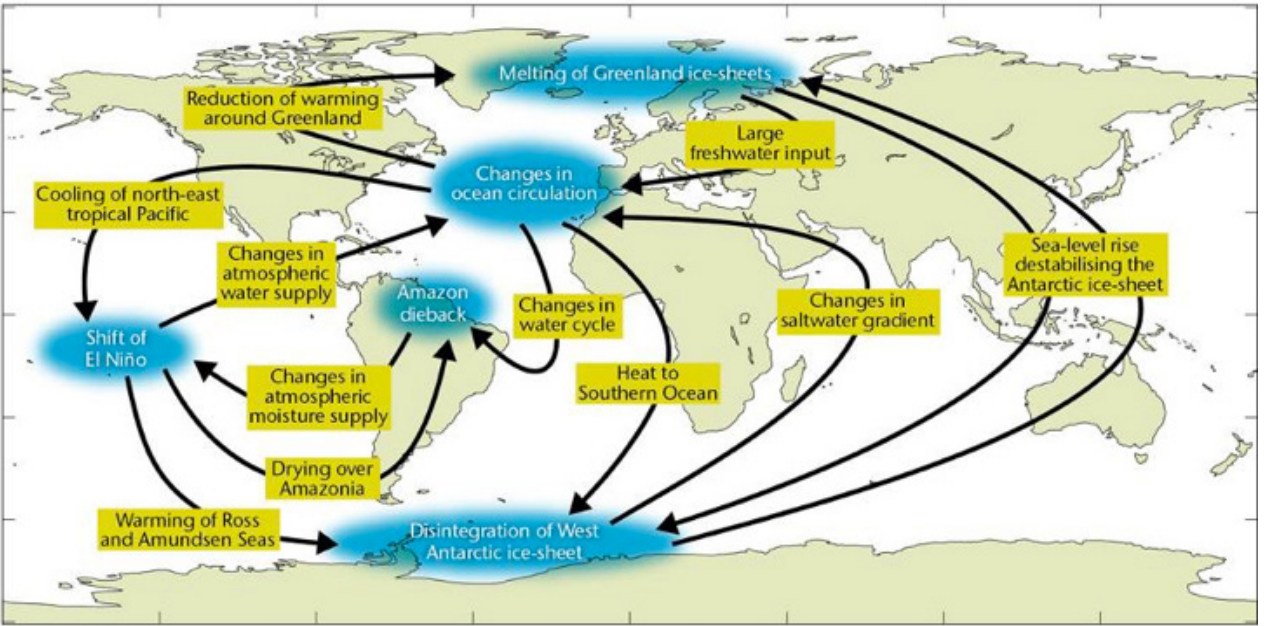 Melting of Greenland ice-sheets
Reduction of warming
around Greenland
Large
freshwater input
Changes in
ocean circulation
Cooling of north-east
tropical Pacific
Changes in
atmospheric
water supply
Sea-level rise
destabilising the
Antarctic ice-sheet
Amazon
dieback
Changes in
water cycle
Changes in
saltwater gradient
Shift of
El Niño
Changes in
atmospheric
moisture supply
Heat to
Southern Ocean
Drying over
Amazonia
Warming of Ross
and Amundsen Seas
Disintegration of West
Antarctic ice-sheet